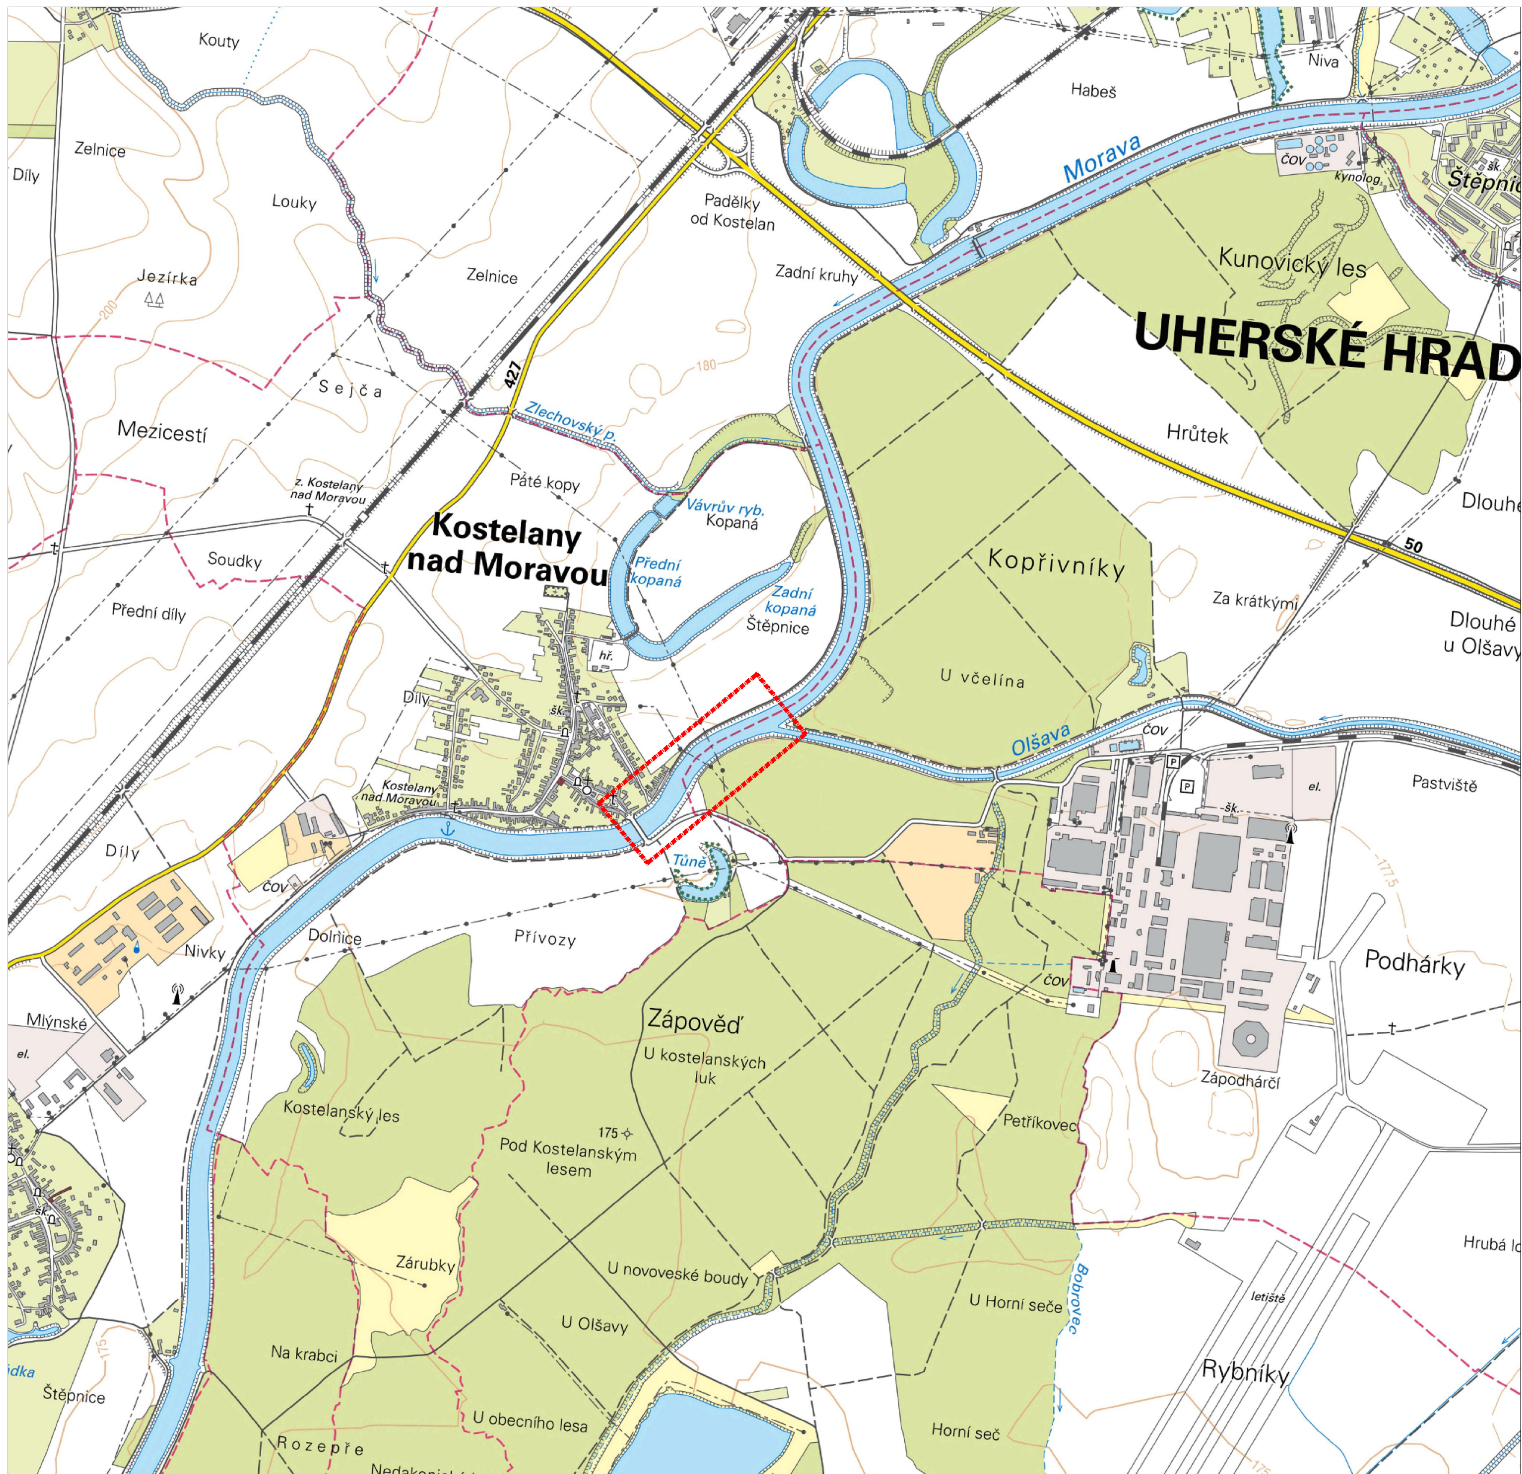 Kouty
Niva
Habeš
Zelnice
Morava
ČOV
šk.
kynolog.
Díly
Louky
Padělky
od Kostelan
Kunovický les
Jezírka
Zelnice
Zadní kruhy
200
UHERSKÉ HRAD
180
427
Sejča
Zlechovský p.
Mezicestí
Hrůtek
z. Kostelany
nad Moravou
Páté kopy
Vávrův ryb.
Kopaná
Dlouhé
Kostelany
nad Moravou
50
Soudky
Přední
kopaná
Kopřivníky
Zadní
kopaná
Přední díly
Za krátkými
Štěpnice
Dlouhé
u Olšavy
hř.
U včelína
Díly
šk.
Olšava
ČOV
P
P
Pastviště
el.
šk.
Kostelany
nad Moravou
Díly
Tůně
177.5
ČOV
Dolnice
Přívozy
Nivky
Podhárky
ČOV
Mlýnské
Zápověď
el.
U kostelanských
luk
Zápodhárčí
Kostelanský les
175
Petříkovec
Pod Kostelanským
lesem
šk.
Zárubky
U novoveské boudy
Bobrovec
letiště
U Horní seče
U Olšavy
Na krabci
175
Rybníky
Štěpnice
U obecního lesa
Horní seč
Rozepře
175